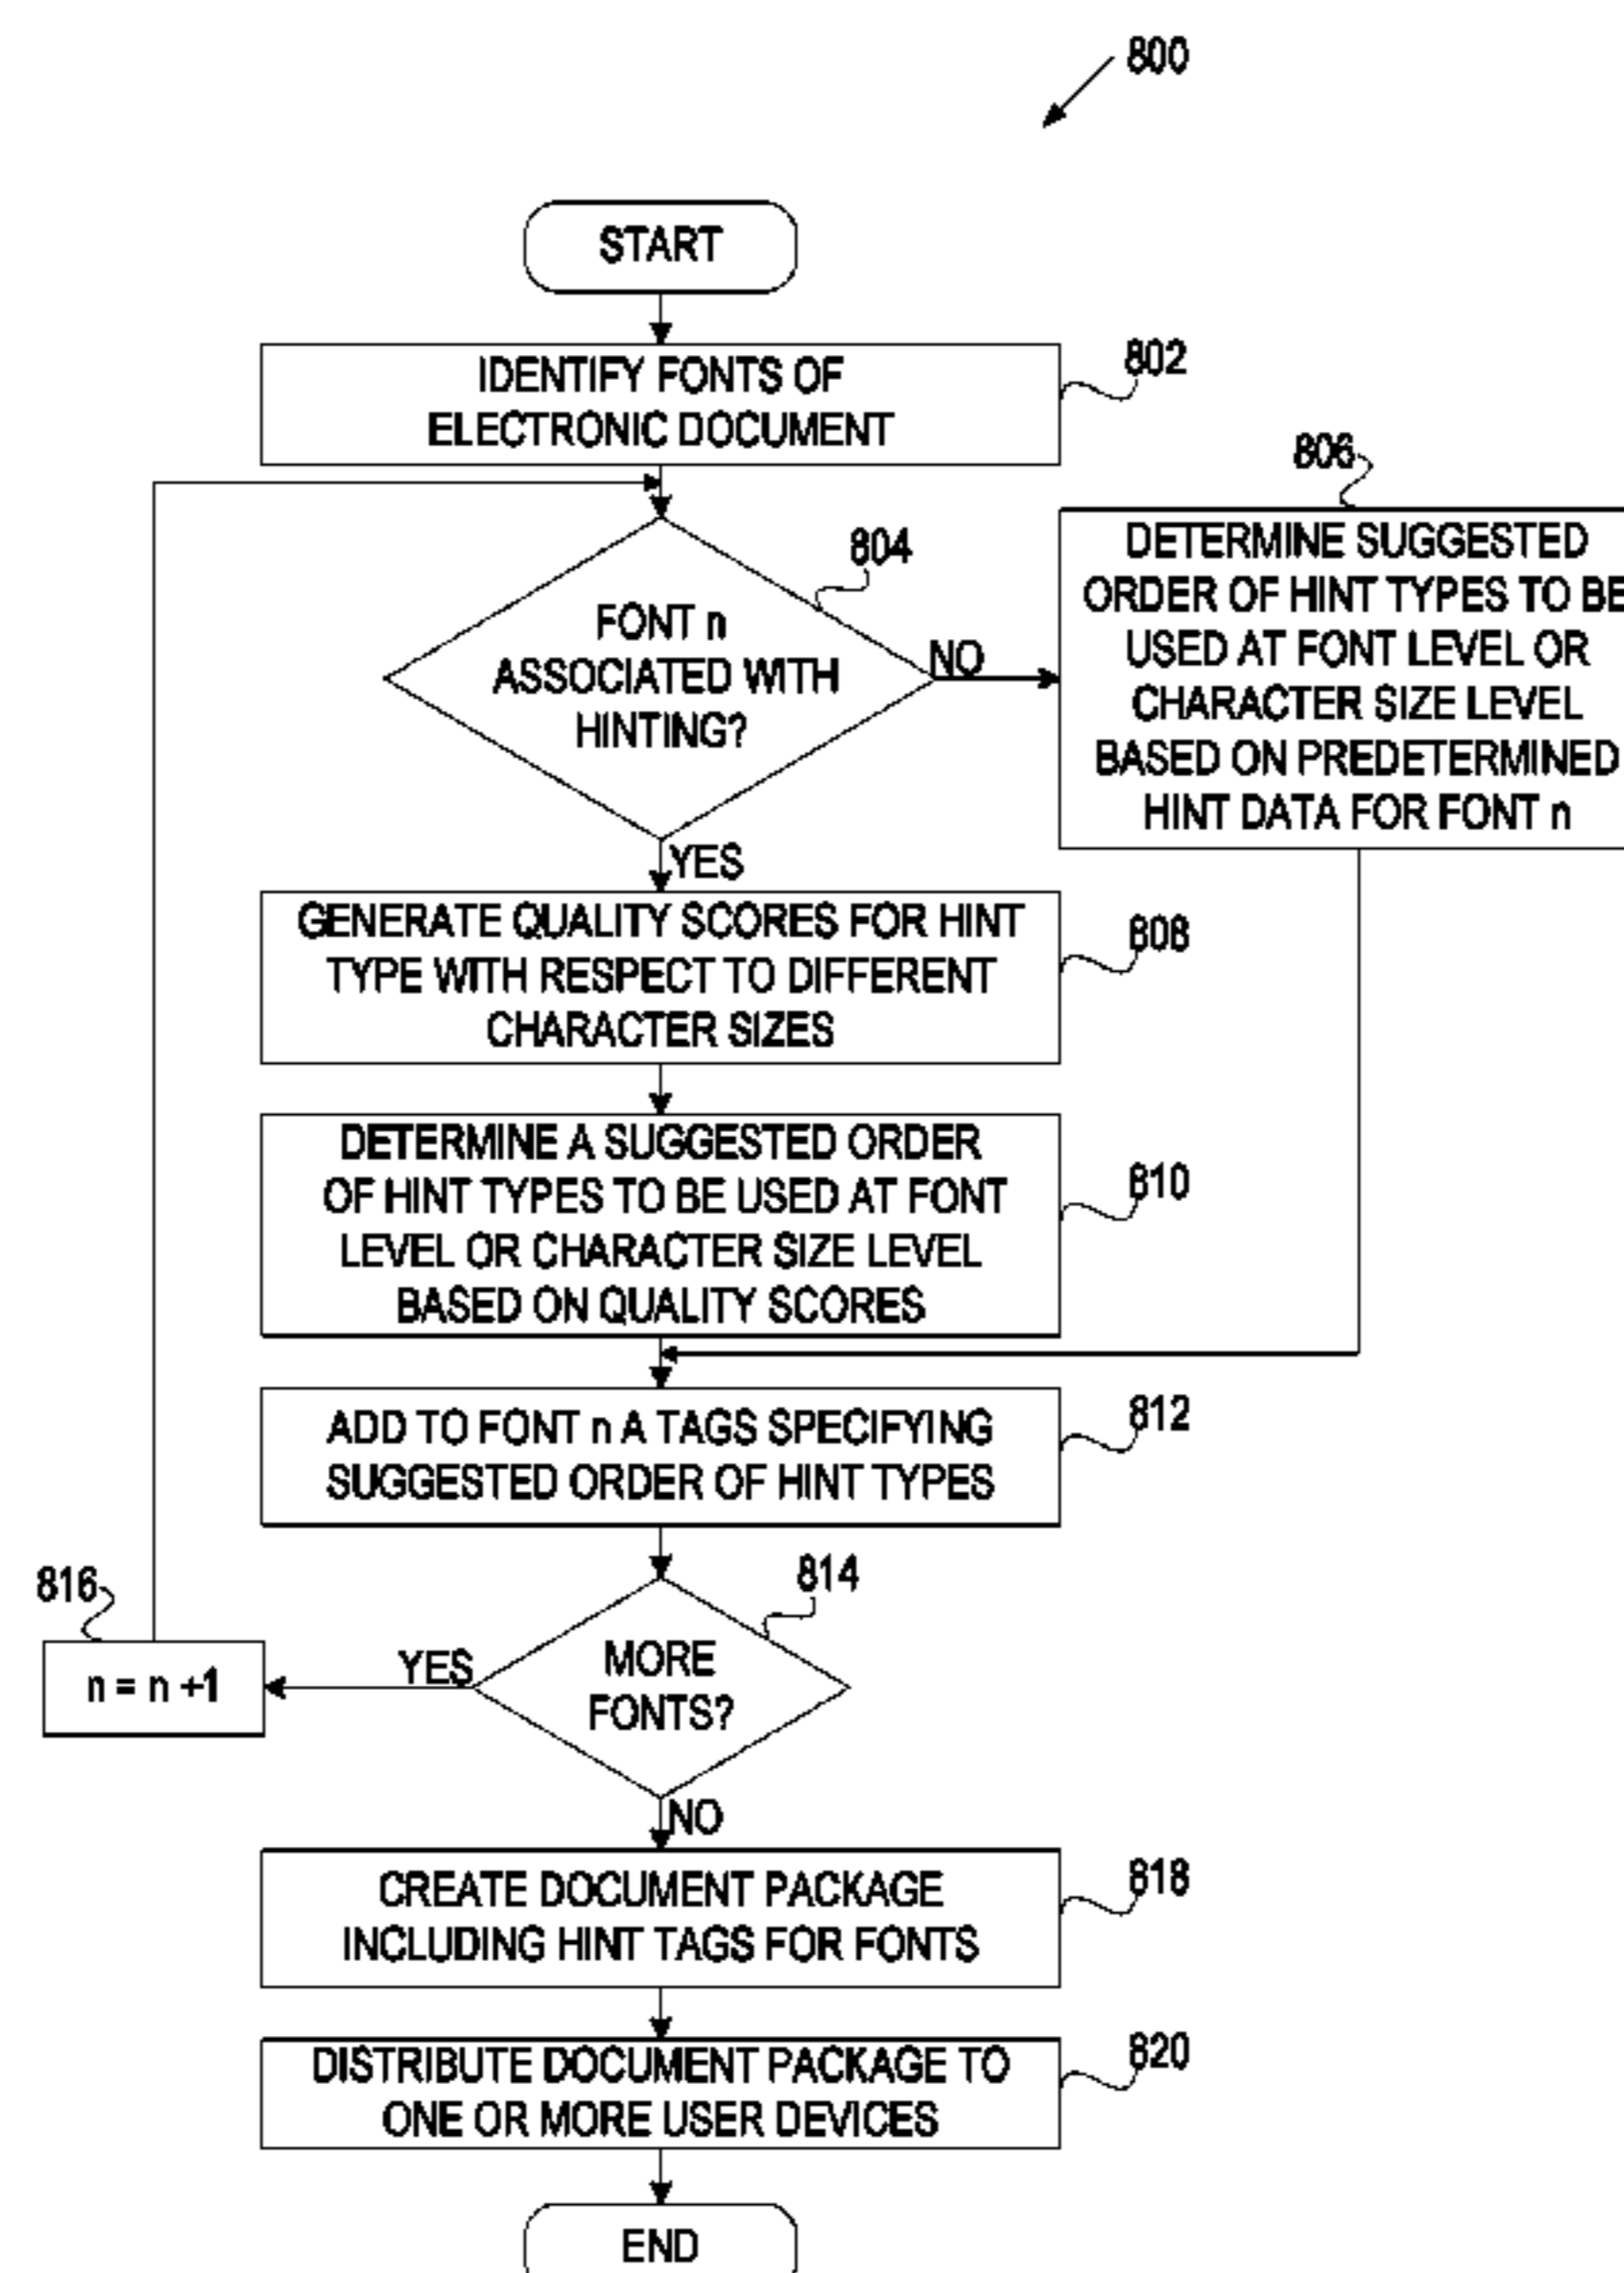 800
START
IDENTIFY FONTS OF
ELECTRONIC DOCUMENT
802
804
FONT n
ASSOCIATED WITH
HINTING?
NO
806
DETERMINE SUGGESTED
ORDER OF HINT TYPES TO BE
USED AT FONT LEVEL OR
CHARACTER SIZE LEVEL
BASED ON PREDETERMINED
HINT DATA FOR FONT n
YES
GENERATE QUALITY SCORES FOR HINT
TYPE WITH RESPECT TO DIFFERENT
CHARACTER SIZES
808
DETERMINE A SUGGESTED ORDER
OF HINT TYPES TO BE USED AT FONT
LEVEL OR CHARACTER SIZE LEVEL
BASED ON QUALITY SCORES
810
ADD TO FONT n A TAGS SPECIFYING
SUGGESTED ORDER OF HINT TYPES
812
814
MORE
FONTS?
YES
816
n = n +1
NO
CREATE DOCUMENT PACKAGE
INCLUDING HINT TAGS FOR FONTS
818
DISTRIBUTE DOCUMENT PACKAGE TO
ONE OR MORE USER DEVICES
820
END